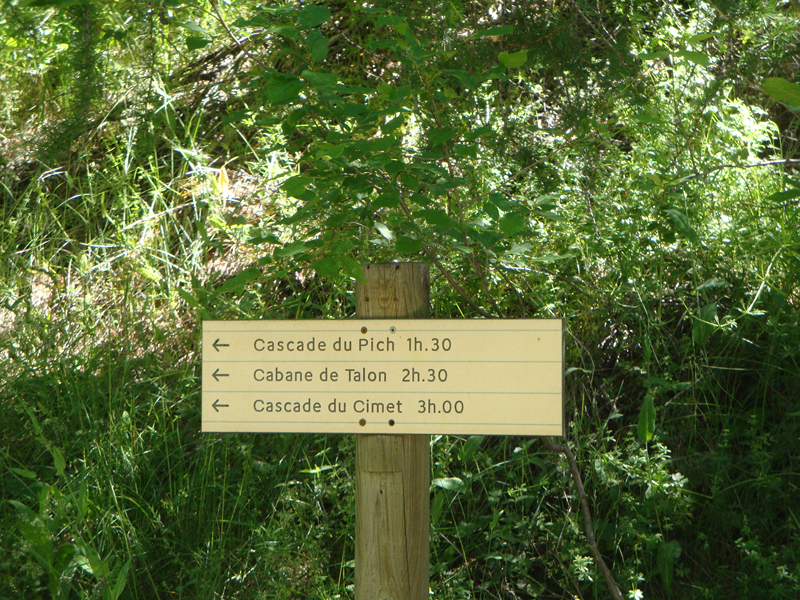 ← Cascade du Pich 1h.30
← Cabane de Talon 2h.30
← Cascade du Cimet 3h.00